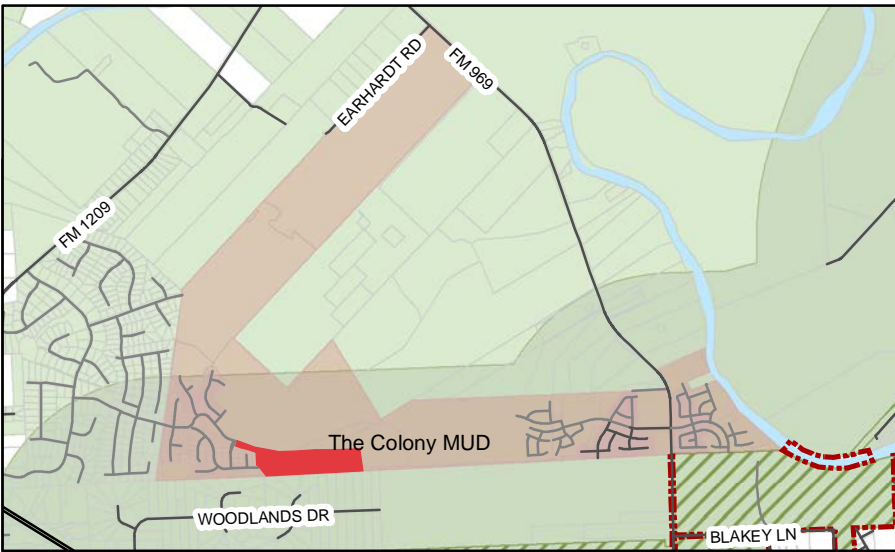 EARHARDT RD
FM 969
FM 1209
The Colony MUD
WOODLANDS DR
BLAKEY LN